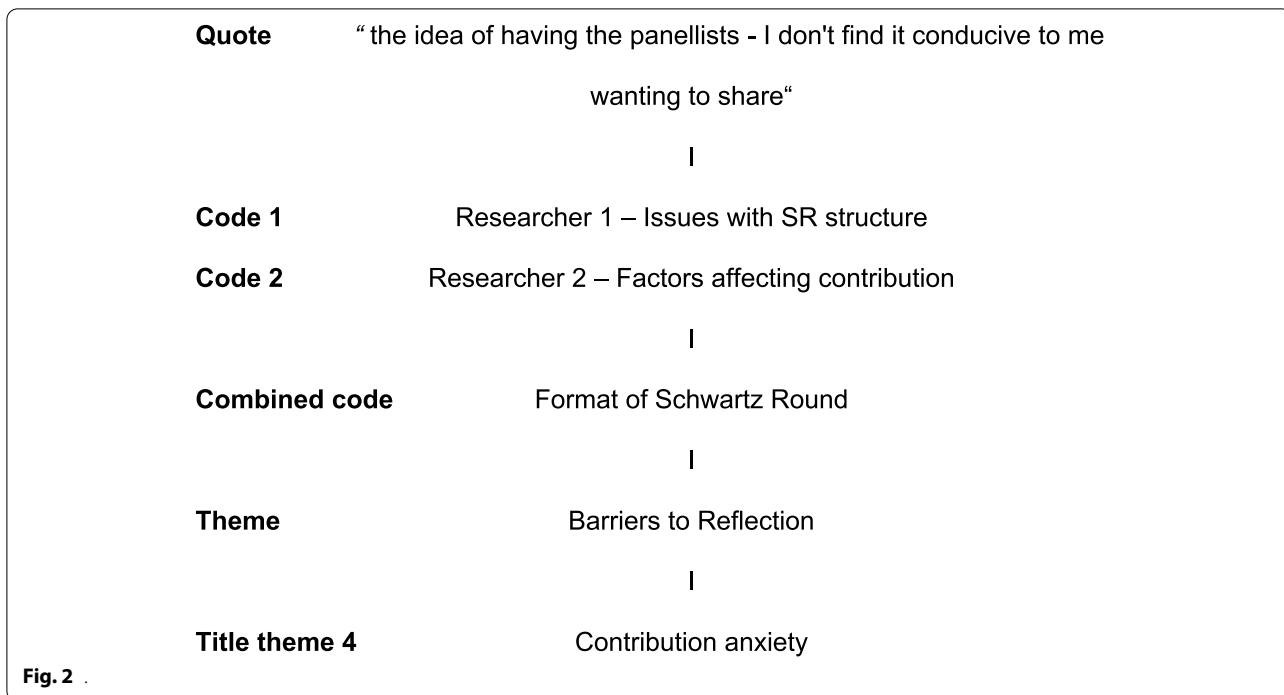 Quote “ the idea of having the panellists - I don't find it conducive to me
wanting to share“
I
Code 1 Researcher 1 – Issues with SR structure
Code 2 Researcher 2 – Factors affecting contribution
I
Combined code Format of Schwartz Round
I
Theme Barriers to Reflection
I
Title theme 4 Contribution anxiety
Fig. 2 .